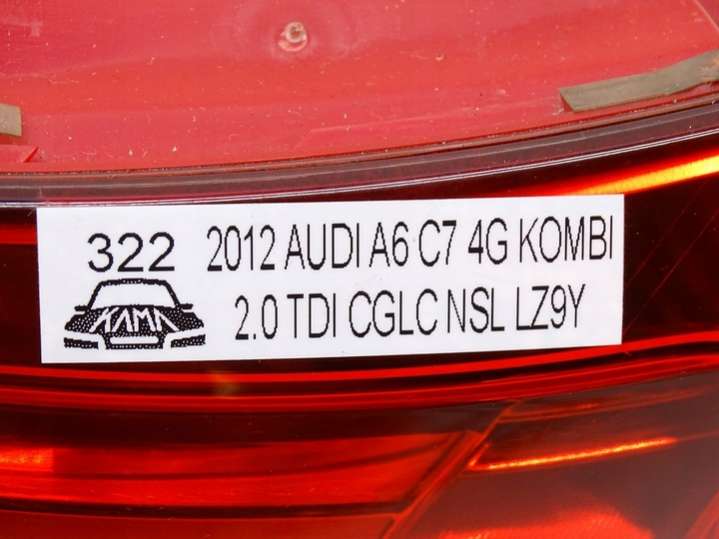 322 2012 AUDI A6 C7 4G KOMBI
KAMA 2.0 TDI CGLC NSL LZ9Y